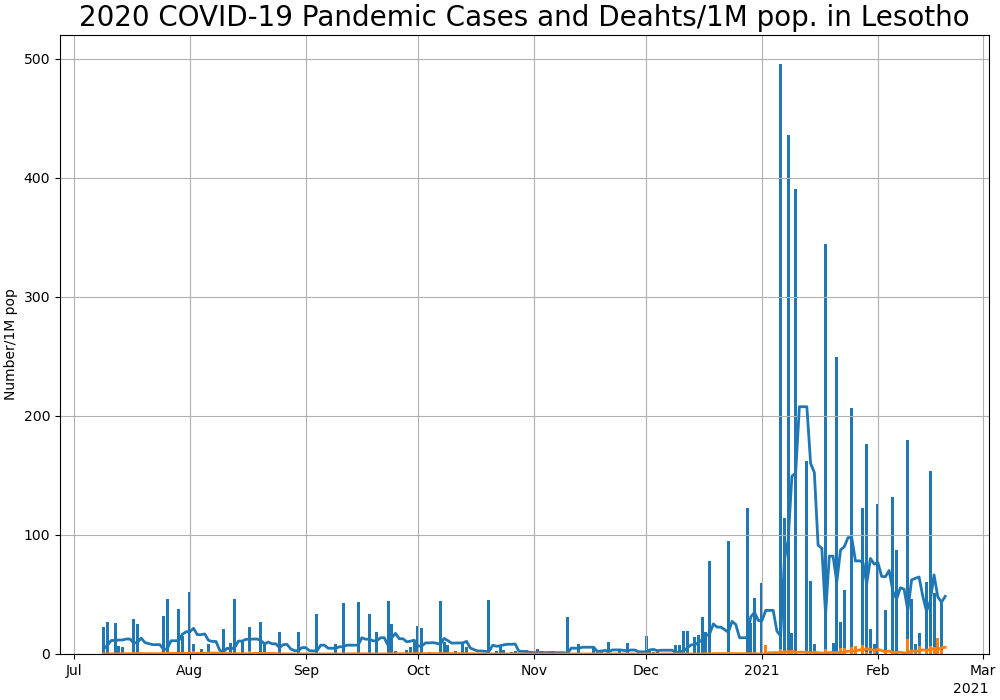 2020 COVID-19 Pandemic Cases and Deahts/1M pop. in Lesotho
500
400
300
200
100
0
Number/1M pop
Jul Aug Sep Oct Nov Dec 2021 Feb Mar
2021